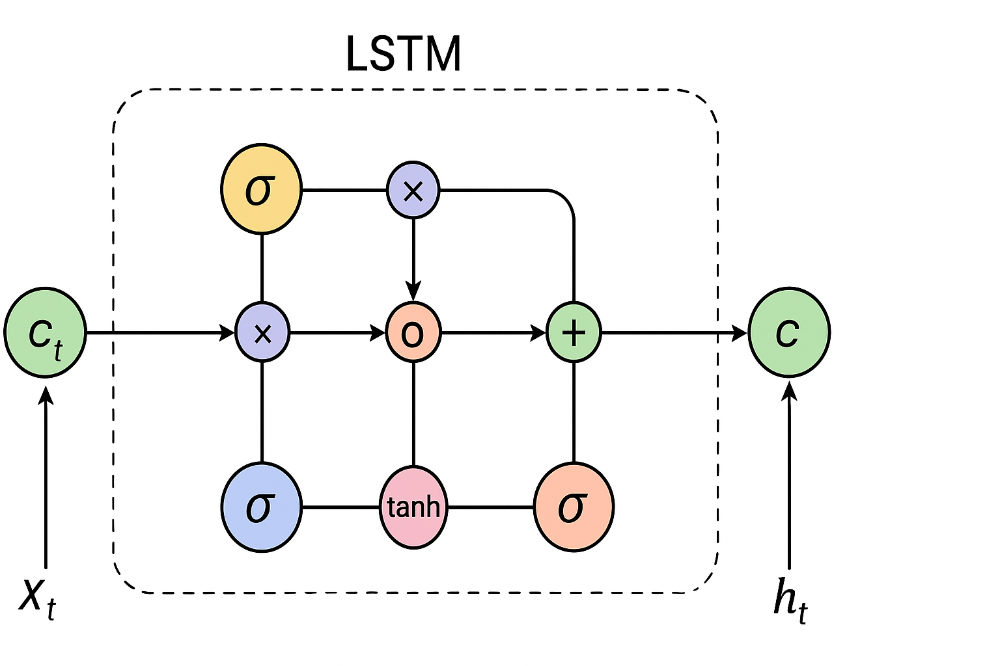 LSTM
σ ×
c_t × o + c
σ tanh σ
x_t h_t